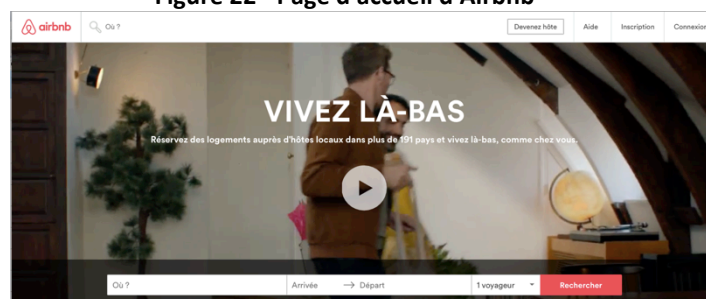 Figure 22 - Page d'accueil d'Airbnb
airbnb Où ? Devenez hôte Aide Inscription Connexion
VIVEZ LÀ-BAS
Réservez des logements auprès d'hôtes locaux dans plus de 191 pays et vivez là-bas, comme chez vous.
Où ? Arrivée → Départ 1 voyageur Rechercher